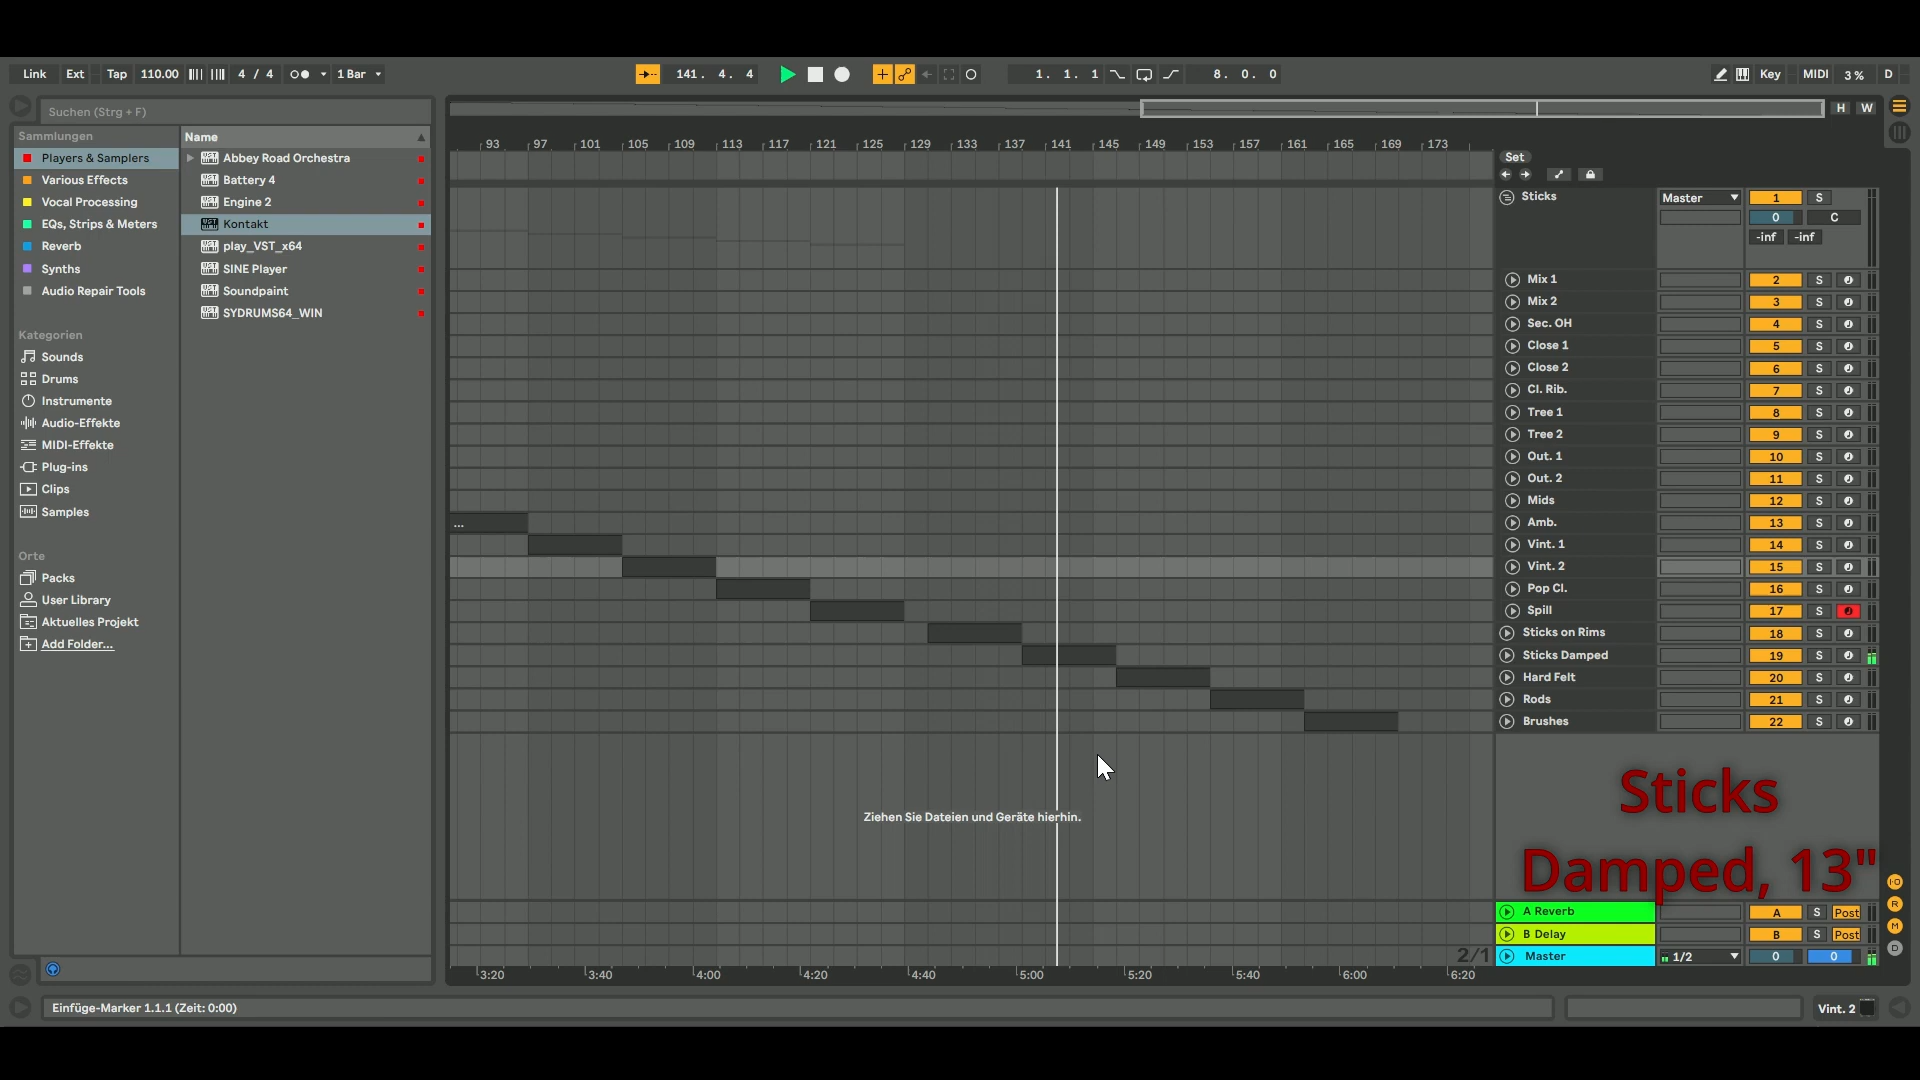 Link Ext Tap 110.00 4 / 4 1 Bar 141. 4. 4 1. 1. 1 8. 0. 0 Key MIDI 3 % D
Suchen (Strg + F)
H W
Sammlungen
Players & Samplers
Various Effects
Vocal Processing
EQs, Strips & Meters
Reverb
Synths
Audio Repair Tools
Kategorien
Sounds
Drums
Instrumente
Audio-Effekte
MIDI-Effekte
Plug-ins
Clips
Samples
Orte
Packs
User Library
Aktuelles Projekt
Add Folder...
Name
Abbey Road Orchestra
Battery 4
Engine 2
Kontakt
play_VST_x64
SINE Player
Soundpaint
SYDRUMS64_WIN
93 97 101 105 109 113 117 121 125 129 133 137 141 145 149 153 157 161 165 169 173
...
Ziehen Sie Dateien und Geräte hierhin.
2/1
3:20 3:40 4:00 4:20 4:40 5:00 5:20 5:40 6:00 6:20
Set
Sticks Master 1 S
0 C
-inf -inf
Mix 1 2 S
Mix 2 3 S
Sec. OH 4 S
Close 1 5 S
Close 2 6 S
Cl. Rib. 7 S
Tree 1 8 S
Tree 2 9 S
Out. 1 10 S
Out. 2 11 S
Mids 12 S
Amb. 13 S
Vint. 1 14 S
Vint. 2 15 S
Pop Cl. 16 S
Spill 17 S
Sticks on Rims 18 S
Sticks Damped 19 S
Hard Felt 20 S
Rods 21 S
Brushes 22 S
Sticks
Damped, 13"
A Reverb A S Post
B Delay B S Post
Master 1/2 0 0
I·O
R
M
D
Einfüge-Marker 1.1.1 (Zeit: 0:00)
Vint. 2